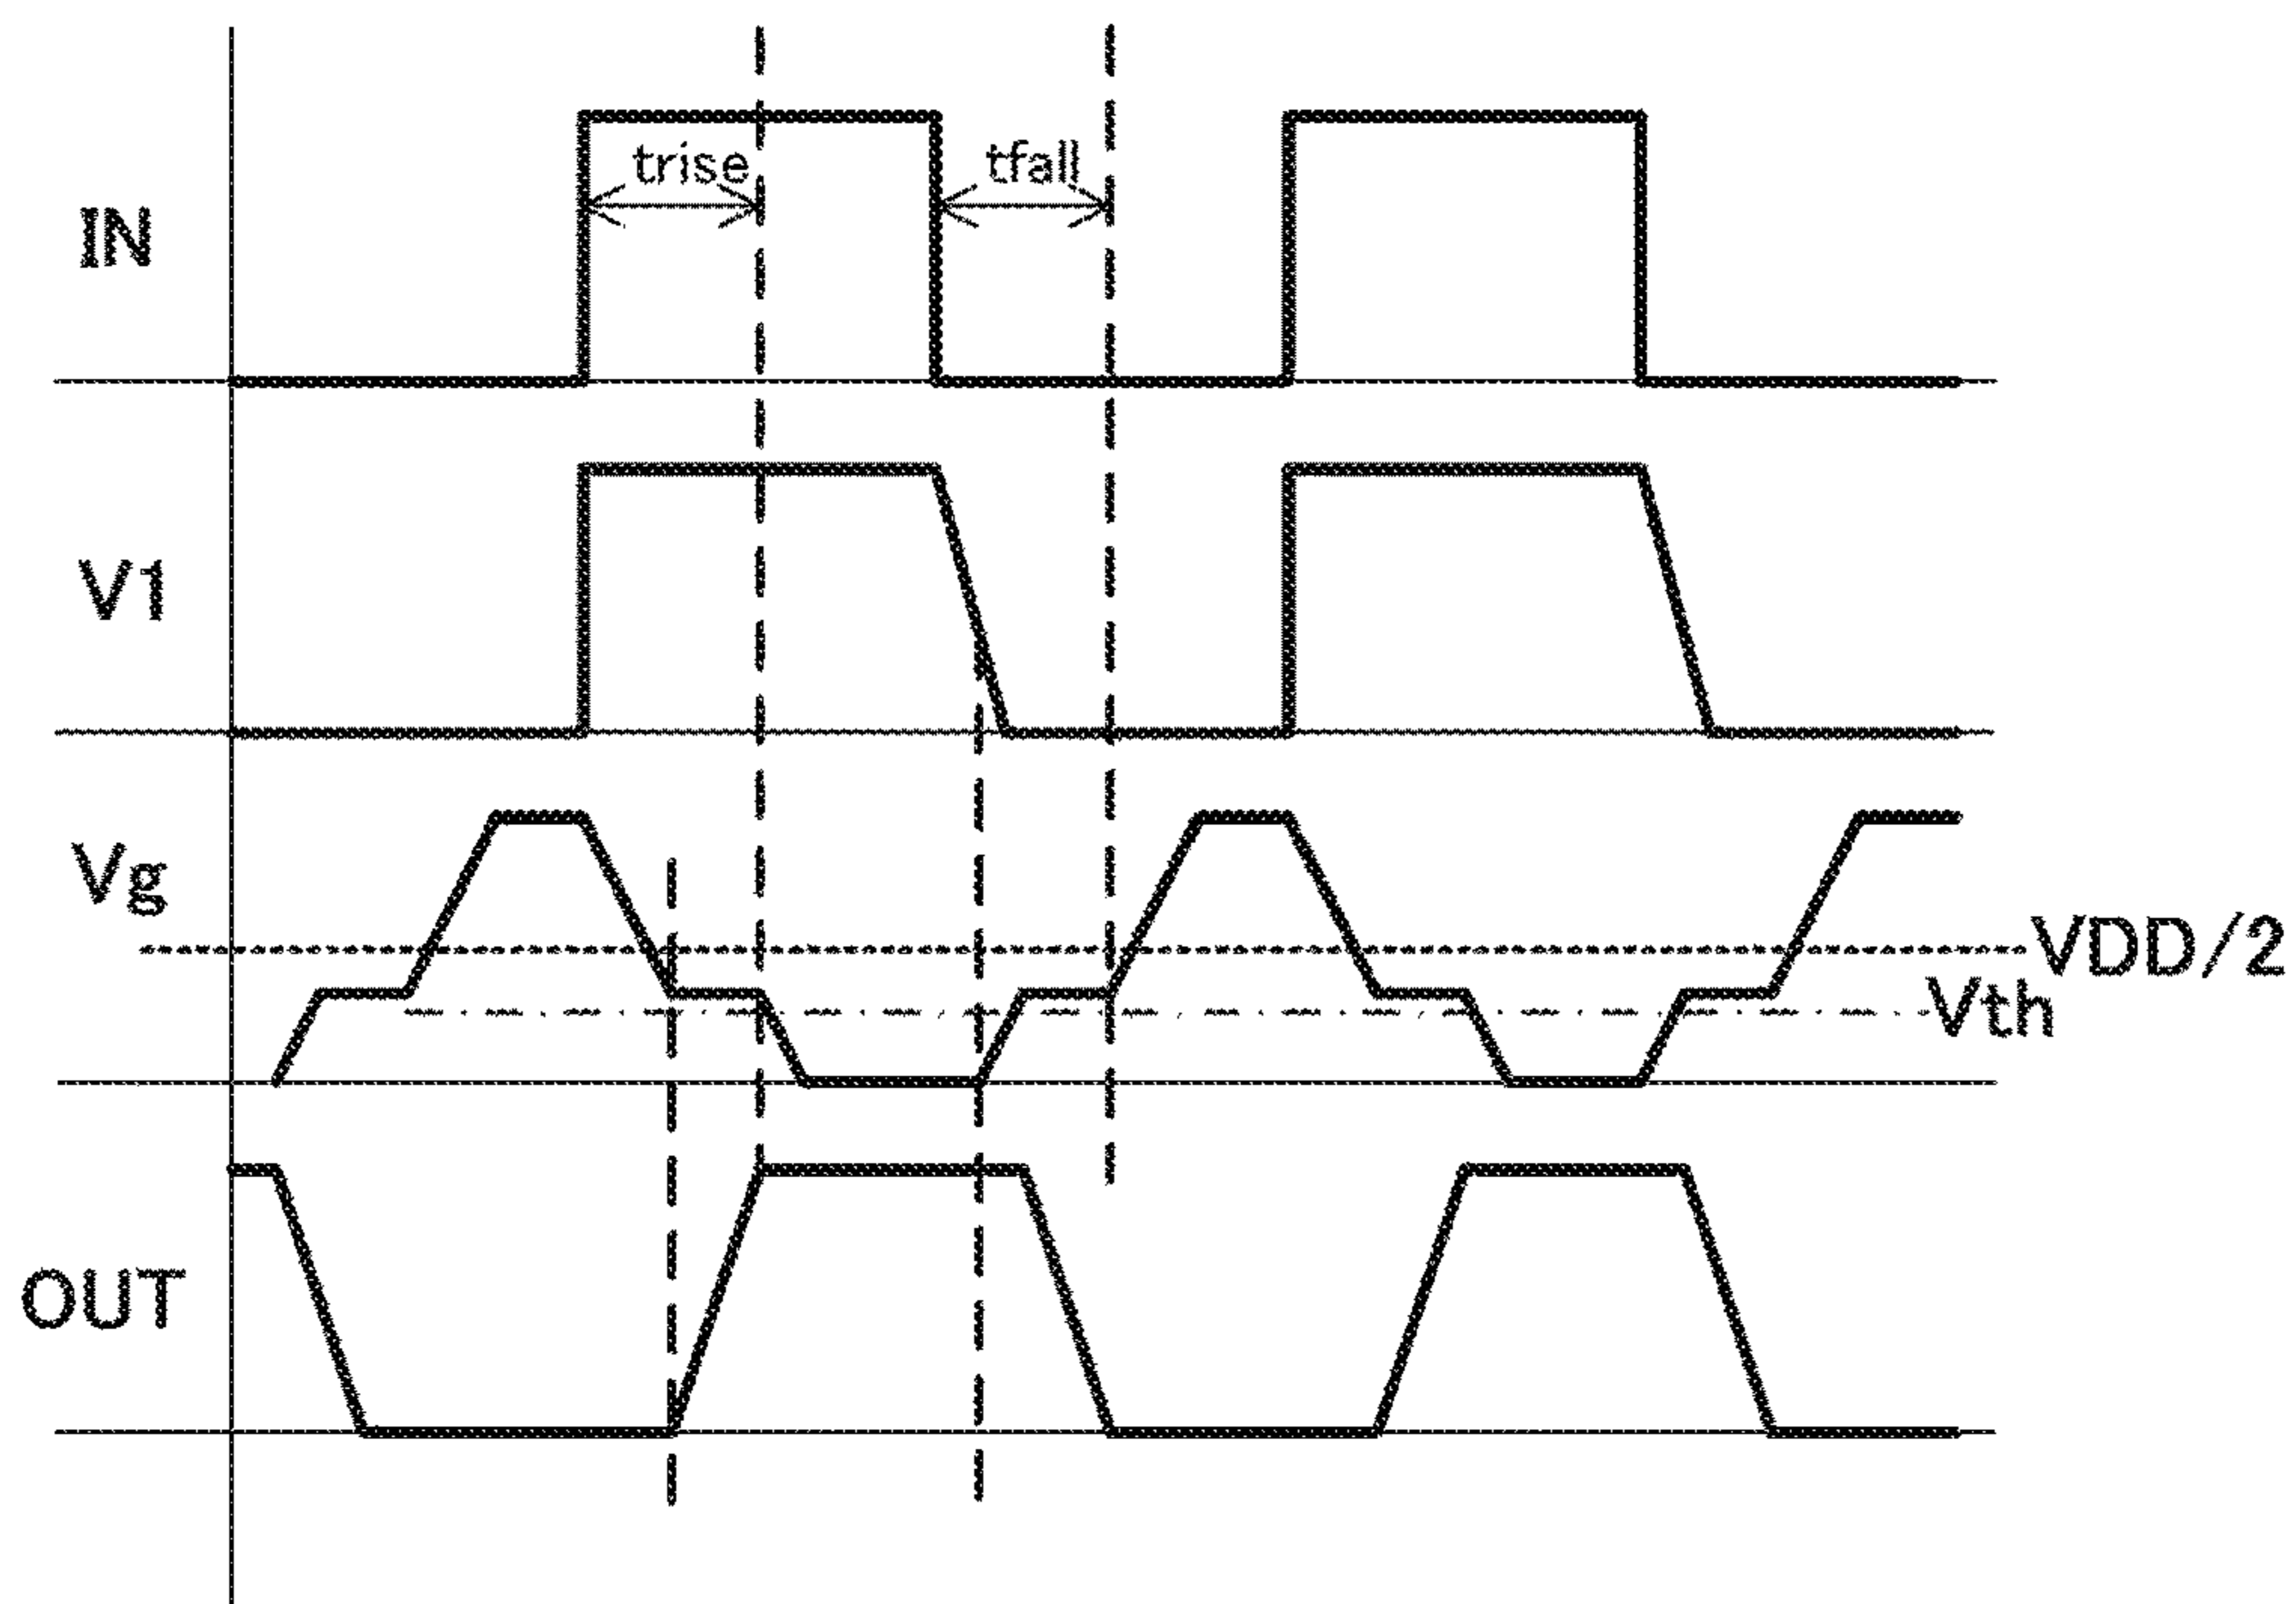 trise
tfall
IN
V1
Vg
VDD/2
Vth
OUT